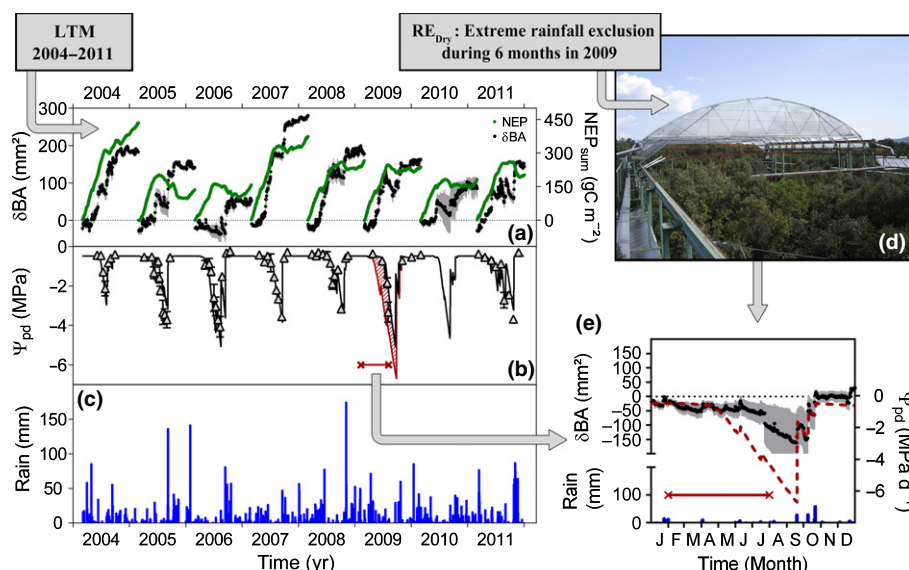 LTM
2004–2011
RE_Dry : Extreme rainfall exclusion
during 6 months in 2009
2004 2005 2006 2007 2008 2009 2010 2011
300
200
100
0
δBA (mm²)
NEP
δBA
450
300
150
0
NEP_sum (gC m⁻²)
(a)
0
−2
−4
−6
Ψ_pd (MPa)
(b)
(c)
150
100
50
0
Rain (mm)
2004 2005 2006 2007 2008 2009 2010 2011
Time (yr)
(d)
(e)
150
100
50
0
−50
−100
−150
δBA (mm²)
0
−2
−4
−6
Ψ_pd (MPa d⁻¹)
100
0
Rain
(mm)
J F M A M J J A S O N D
Time (Month)